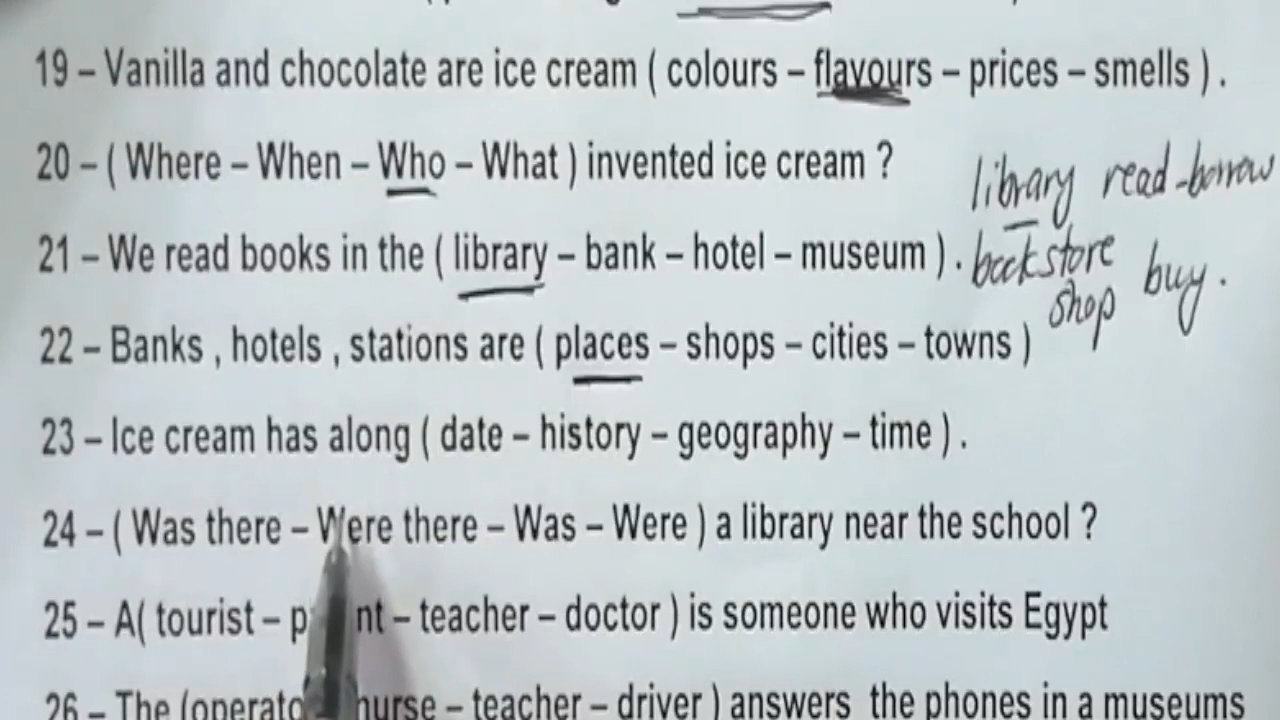 19 – Vanilla and chocolate are ice cream ( colours – flavours – prices – smells ) .
20 – ( Where – When – Who – What ) invented ice cream ?
library read - borrow
21 – We read books in the ( library – bank – hotel – museum ) .
bookstore
shop buy .
22 – Banks , hotels , stations are ( places – shops – cities – towns )
23 – Ice cream has along ( date – history – geography – time ) .
24 – ( Was there – Were there – Was – Were ) a library near the school ?
25 – A( tourist – – teacher – doctor ) is someone who visits Egypt
26 – The ( – nurse – teacher – driver ) answers the phones in a museums